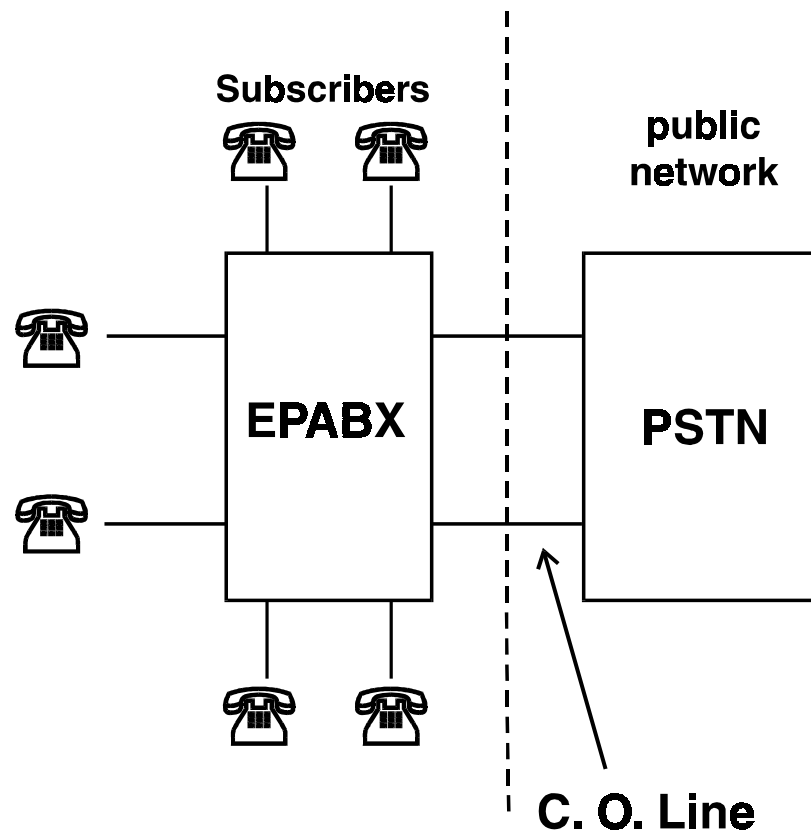 Subscribers
public
network
EPABX
PSTN
C. O. Line